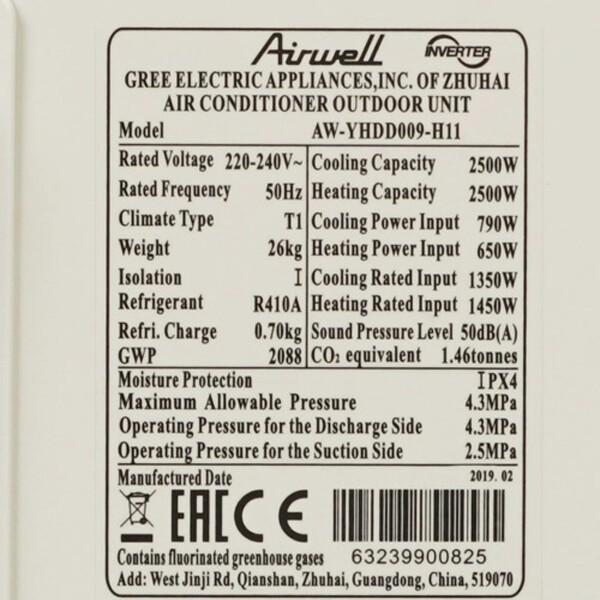 Airwell INVERTER
GREE ELECTRIC APPLIANCES,INC. OF ZHUHAI
AIR CONDITIONER OUTDOOR UNIT
Model AW-YHDD009-H11
Rated Voltage 220-240V~ Cooling Capacity 2500W
Rated Frequency 50Hz Heating Capacity 2500W
Climate Type T1 Cooling Power Input 790W
Weight 26kg Heating Power Input 650W
Isolation I Cooling Rated Input 1350W
Refrigerant R410A Heating Rated Input 1450W
Refri. Charge 0.70kg Sound Pressure Level 50dB(A)
GWP 2088 CO₂ equivalent 1.46tonnes
Moisture Protection IPX4
Maximum Allowable Pressure 4.3MPa
Operating Pressure for the Discharge Side 4.3MPa
Operating Pressure for the Suction Side 2.5MPa
Manufactured Date 2019. 02
EAC CE
Contains fluorinated greenhouse gases 63239900825
Add: West Jinji Rd, Qianshan, Zhuhai, Guangdong, China, 519070